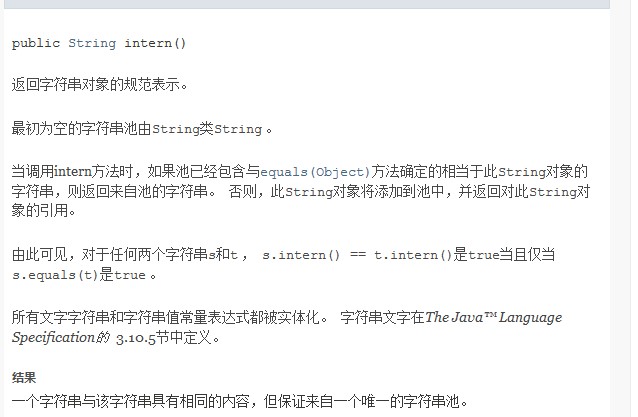 public String intern()
返回字符串对象的规范表示。
最初为空的字符串池由String类String 。
当调用intern方法时，如果池已经包含与equals(Object)方法确定的相当于此String对象的
字符串，则返回来自池的字符串。 否则，此String对象将添加到池中，并返回对此String对
象的引用。
由此可见，对于任何两个字符串s和t ， s.intern() == t.intern()是true当且仅当
s.equals(t)是true 。
所有文字字符串和字符串值常量表达式都被实体化。 字符串文字在The Java™ Language
Specification的 3.10.5节中定义。
结果
一个字符串与该字符串具有相同的内容，但保证来自一个唯一的字符串池。